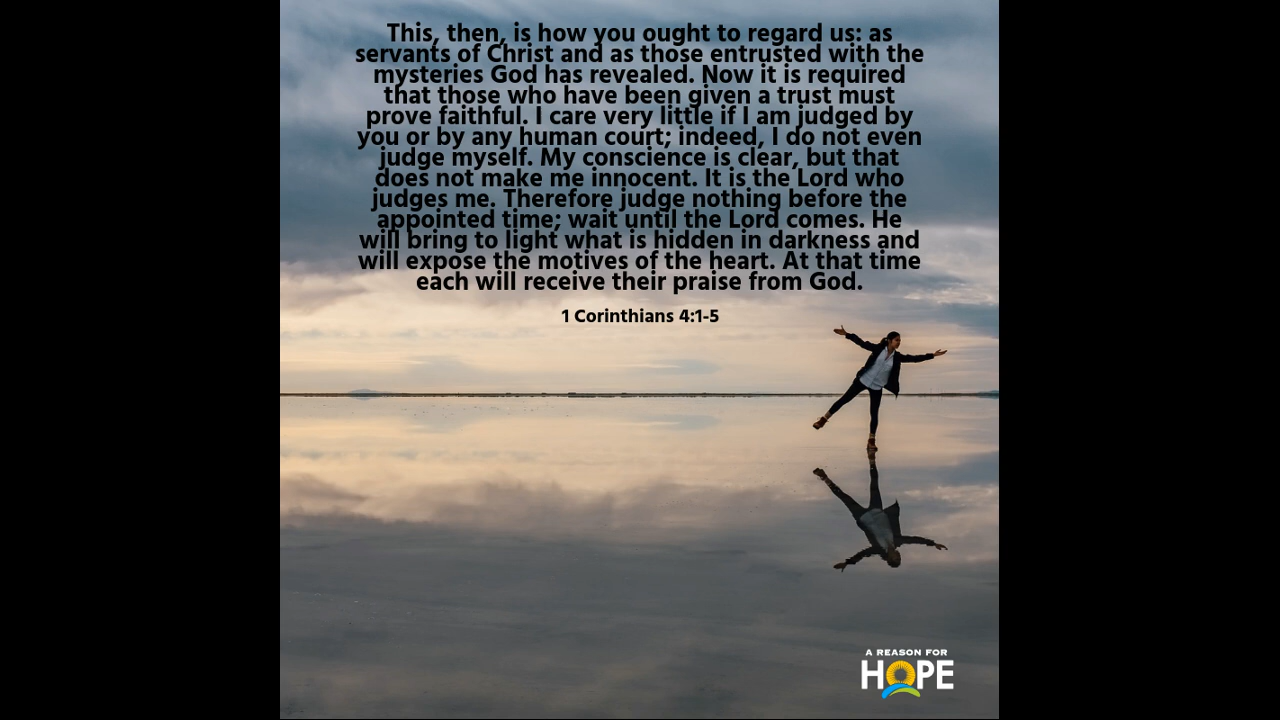 This, then, is how you ought to regard us: as
servants of Christ and as those entrusted with the
mysteries God has revealed. Now it is required
that those who have been given a trust must
prove faithful. I care very little if I am judged by
you or by any human court; indeed, I do not even
judge myself. My conscience is clear, but that
does not make me innocent. It is the Lord who
judges me. Therefore judge nothing before the
appointed time; wait until the Lord comes. He
will bring to light what is hidden in darkness and
will expose the motives of the heart. At that time
each will receive their praise from God.
1 Corinthians 4:1-5
A REASON FOR
HOPE